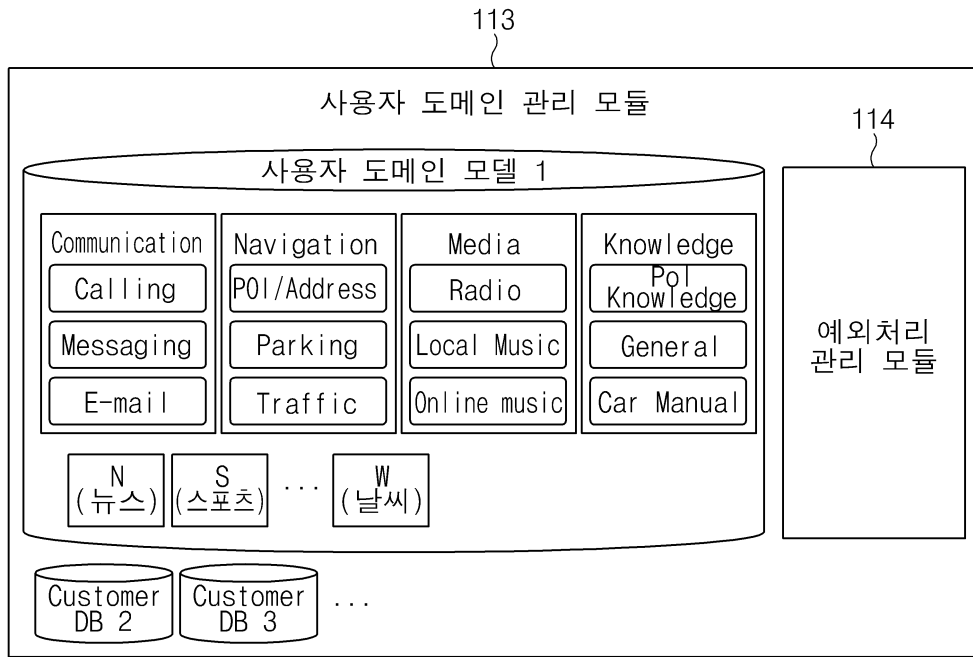 113
사용자 도메인 관리 모듈
114
사용자 도메인 모델 1
Communication
Calling
Messaging
E-mail
Navigation
POI/Address
Parking
Traffic
Media
Radio
Local Music
Online music
Knowledge
PoI
Knowledge
General
Car Manual
예외처리
관리 모듈
N
(뉴스)
S
(스포츠)
...
W
(날씨)
Customer
DB 2
Customer
DB 3
...